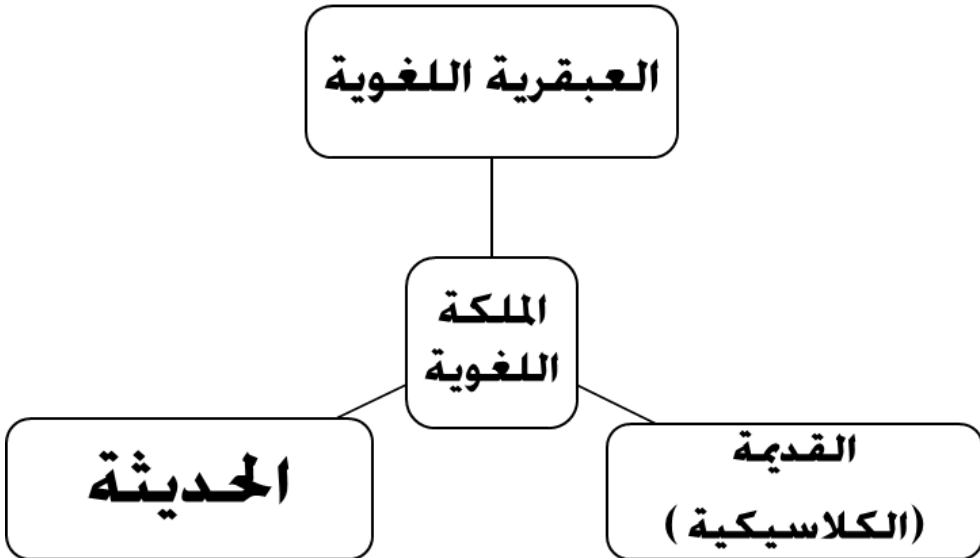 العبقرية اللغوية
الملكة
اللغوية
القديمة
(الكلاسيكية )
الحديثة